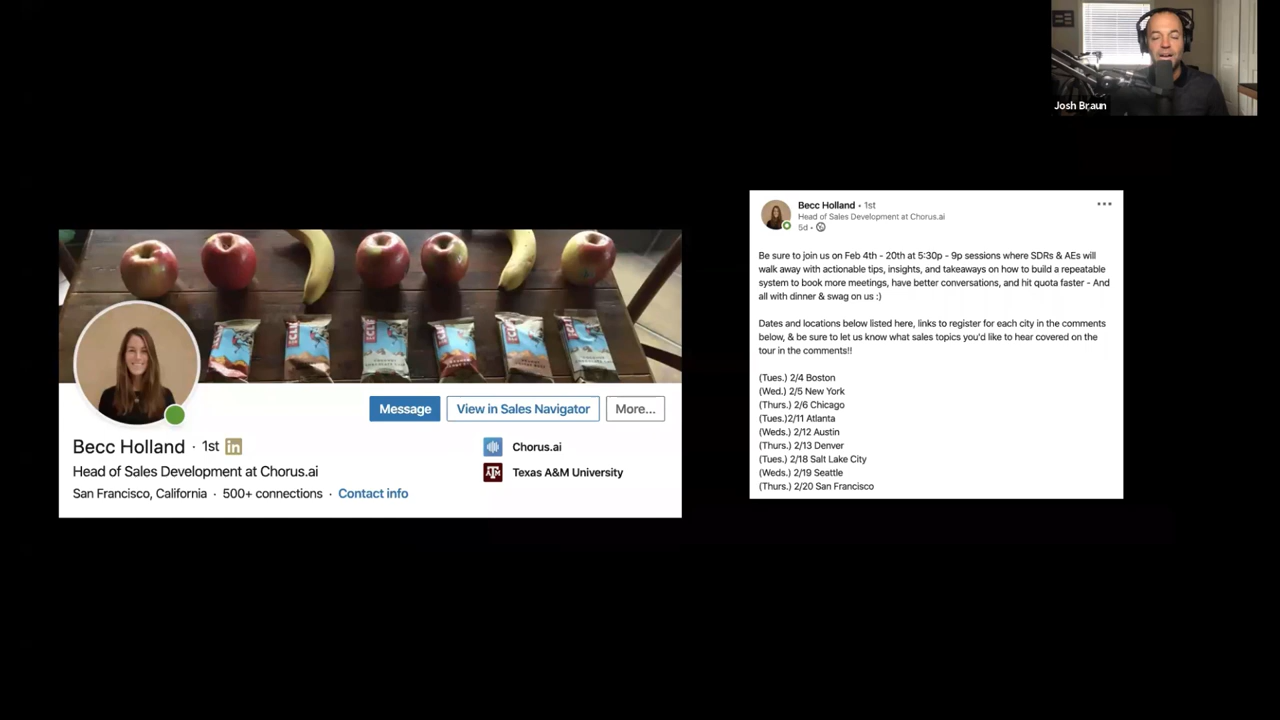 Josh Braun
CLIF
Message
View in Sales Navigator
More...
Becc Holland · 1st in
Head of Sales Development at Chorus.ai
San Francisco, California · 500+ connections · Contact info
Chorus.ai
ATM
Texas A&M University
Becc Holland • 1st
Head of Sales Development at Chorus.ai
5d •
Be sure to join us on Feb 4th - 20th at 5:30p - 9p sessions where SDRs & AEs will
walk away with actionable tips, insights, and takeaways on how to build a repeatable
system to book more meetings, have better conversations, and hit quota faster - And
all with dinner & swag on us :)
Dates and locations below listed here, links to register for each city in the comments
below, & be sure to let us know what sales topics you'd like to hear covered on the
tour in the comments!!
(Tues.) 2/4 Boston
(Wed.) 2/5 New York
(Thurs.) 2/6 Chicago
(Tues.)2/11 Atlanta
(Weds.) 2/12 Austin
(Thurs.) 2/13 Denver
(Tues.) 2/18 Salt Lake City
(Weds.) 2/19 Seattle
(Thurs.) 2/20 San Francisco